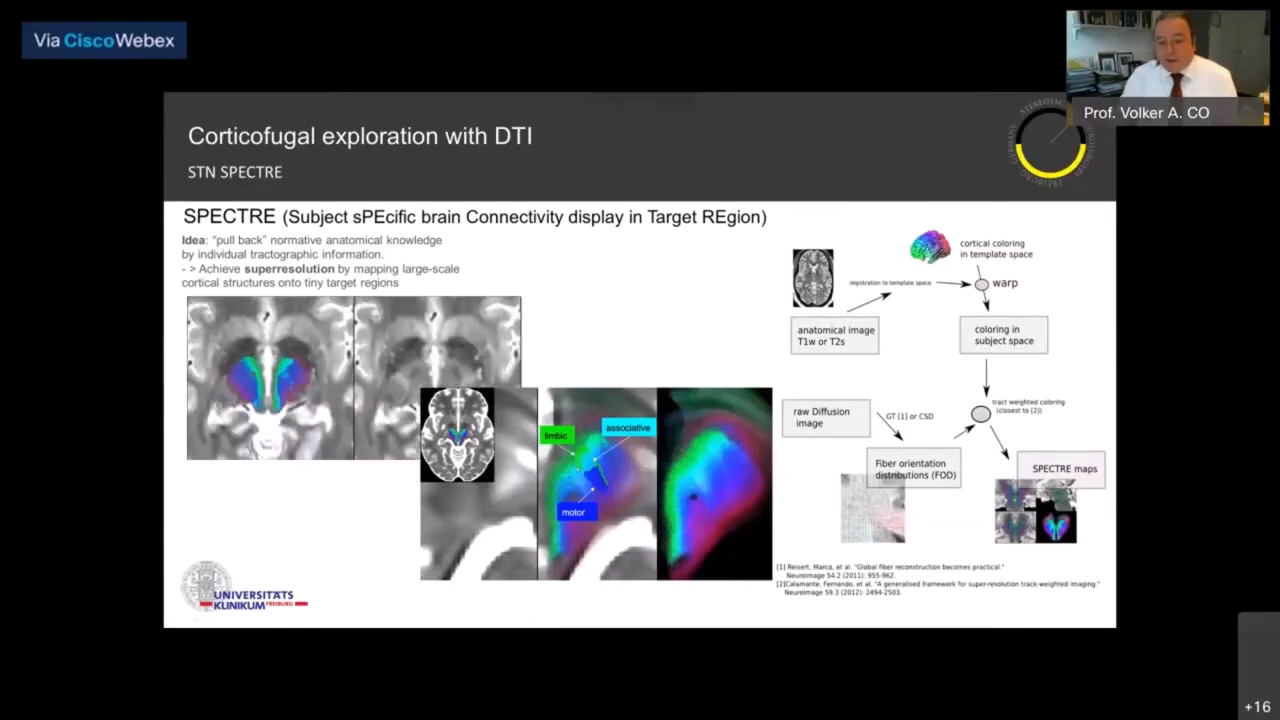 Via Cisco Webex
Prof. Volker A. CO
Corticofugal exploration with DTI
STN SPECTRE
SPECTRE (Subject sPEcific brain Connectivity display in Target REgion)
Idea: "pull back" normative anatomical knowledge
by individual tractographic information.
- > Achieve superresolution by mapping large-scale
cortical structures onto tiny target regions
limbic
associative
motor
cortical coloring
in template space
registration to template space
warp
anatomical image
T1w or T2s
coloring in
subject space
raw Diffusion
image
GT [1] or CSD
tract weighted coloring
(closest to [2])
Fiber orientation
distributions (FOD)
SPECTRE maps
[1] Reisert, Marco, et al. "Global fiber reconstruction becomes practical."
Neuroimage 54.2 (2011): 955-962.
[2]Calamante, Fernando, et al. "A generalised framework for super-resolution track-weighted imaging."
NeuroImage 59.3 (2012): 2494-2503.
UNIVERSITÄTS
KLINIKUM FREIBURG
+16